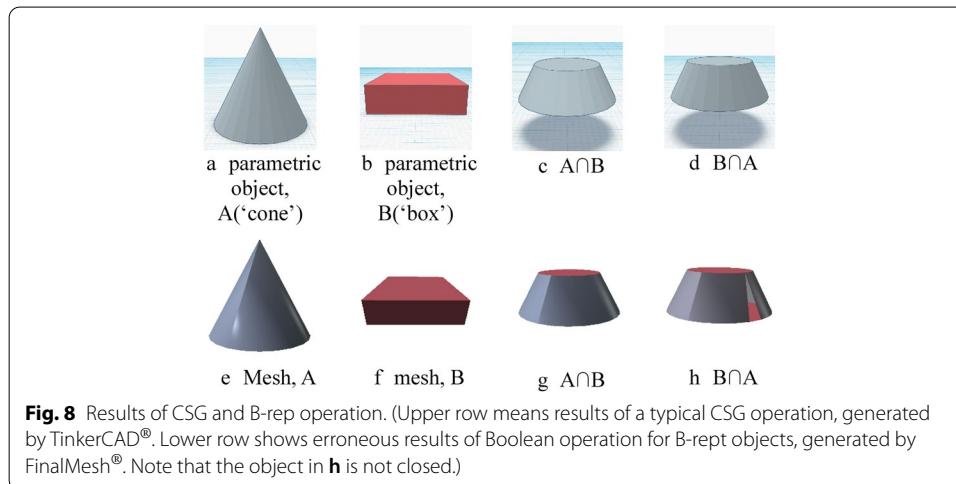 a parametric object, A(‘cone’)
b parametric object, B(‘box’)
c A∩B
d B∩A
e Mesh, A
f mesh, B
g A∩B
h B∩A
Fig. 8 Results of CSG and B-rep operation. (Upper row means results of a typical CSG operation, generated
by TinkerCAD®. Lower row shows erroneous results of Boolean operation for B-rept objects, generated by
FinalMesh®. Note that the object in h is not closed.)